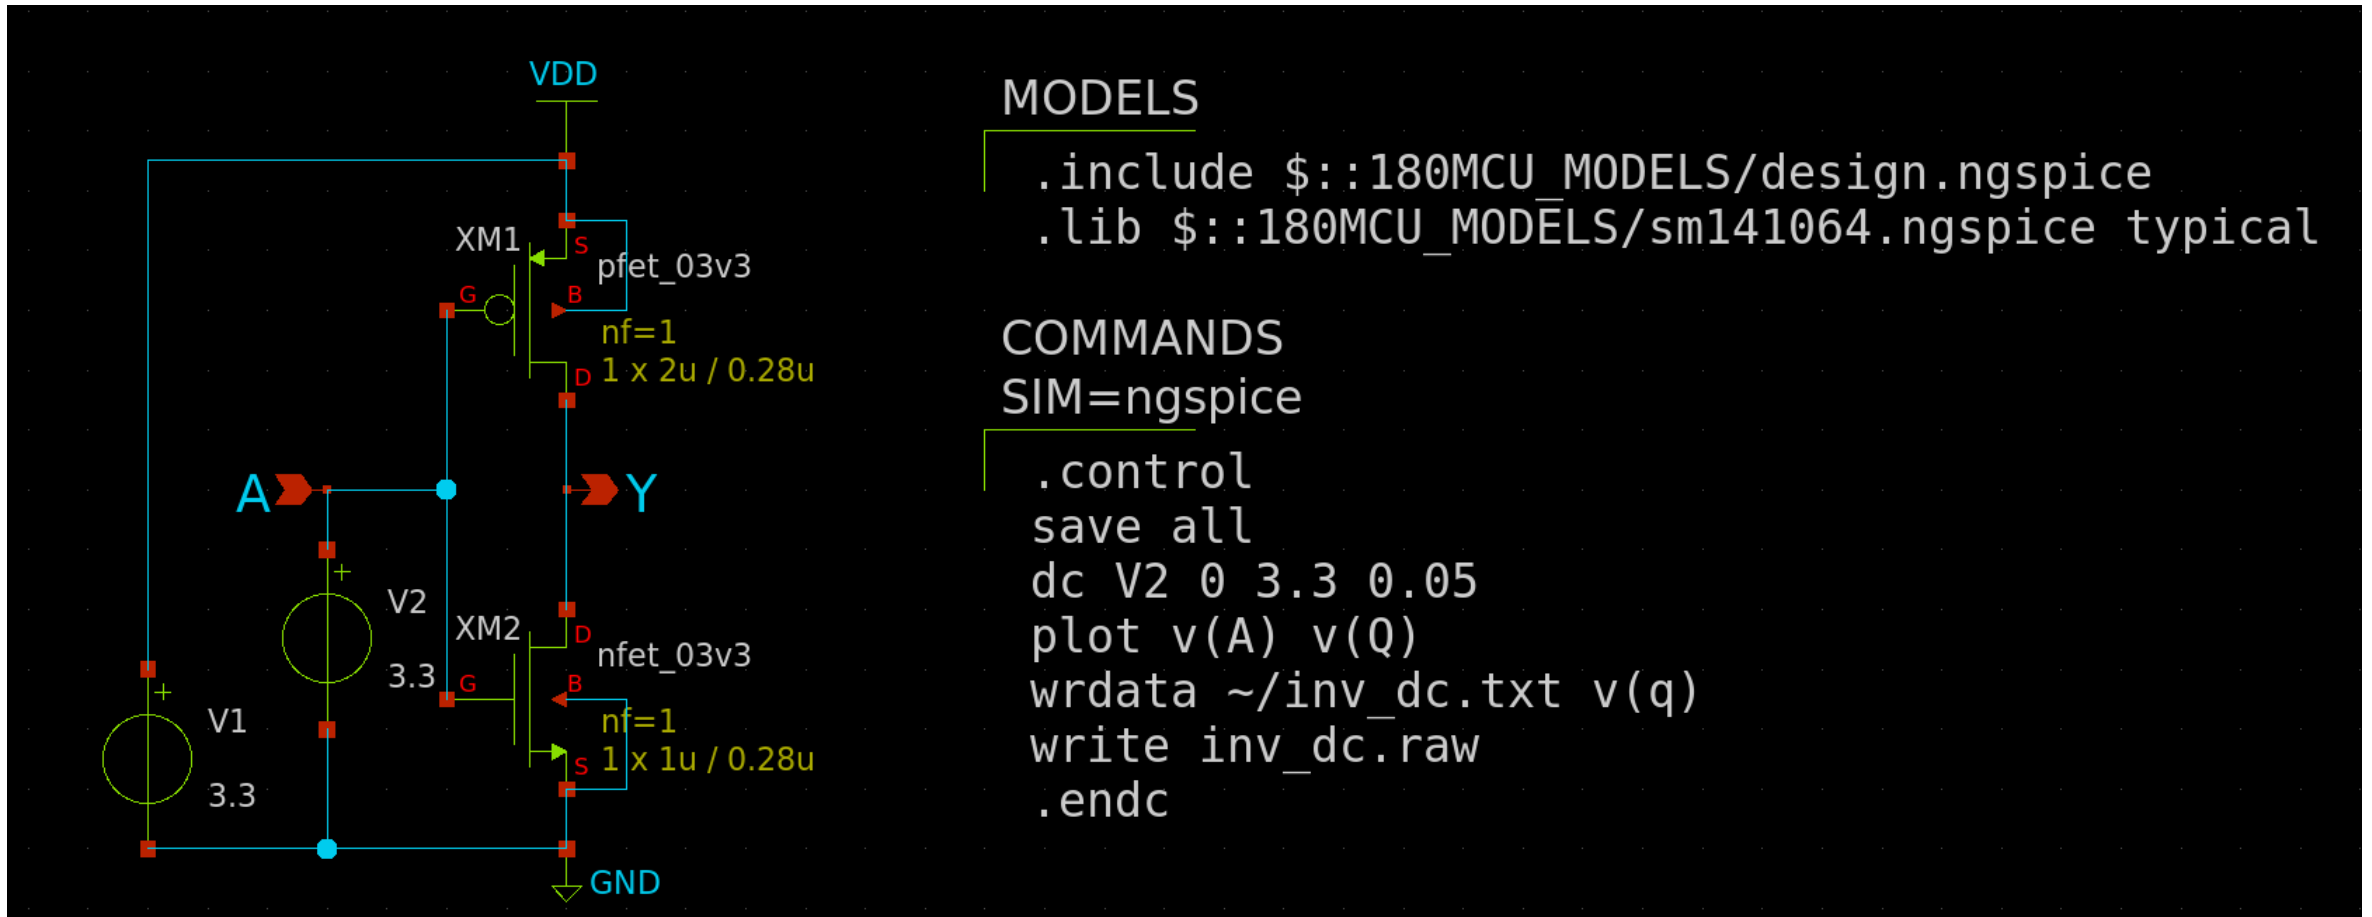 VDD
XM1
S
pfet_03v3
G
B
nf=1
D
1 x 2u / 0.28u
A
Y
+
V2
3.3
XM2
D
nfet_03v3
G
B
nf=1
S
1 x 1u / 0.28u
+
V1
3.3
GND
MODELS
.include $::180MCU_MODELS/design.ngspice
.lib $::180MCU_MODELS/sm141064.ngspice typical
COMMANDS
SIM=ngspice
.control
save all
dc V2 0 3.3 0.05
plot v(A) v(Q)
wrdata ~/inv_dc.txt v(q)
write inv_dc.raw
.endc